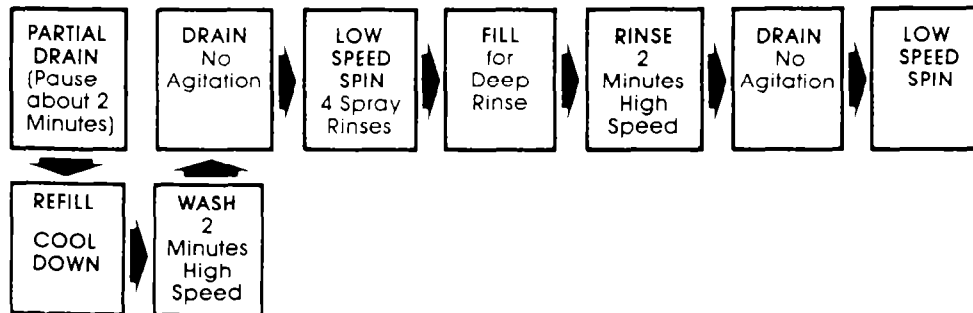 PARTIAL
DRAIN
(Pause
about 2
Minutes)
REFILL
COOL
DOWN
WASH
2
Minutes
High
Speed
DRAIN
No
Agitation
LOW
SPEED
SPIN
4 Spray
Rinses
FILL
for
Deep
Rinse
RINSE
2
Minutes
High
Speed
DRAIN
No
Agitation
LOW
SPEED
SPIN